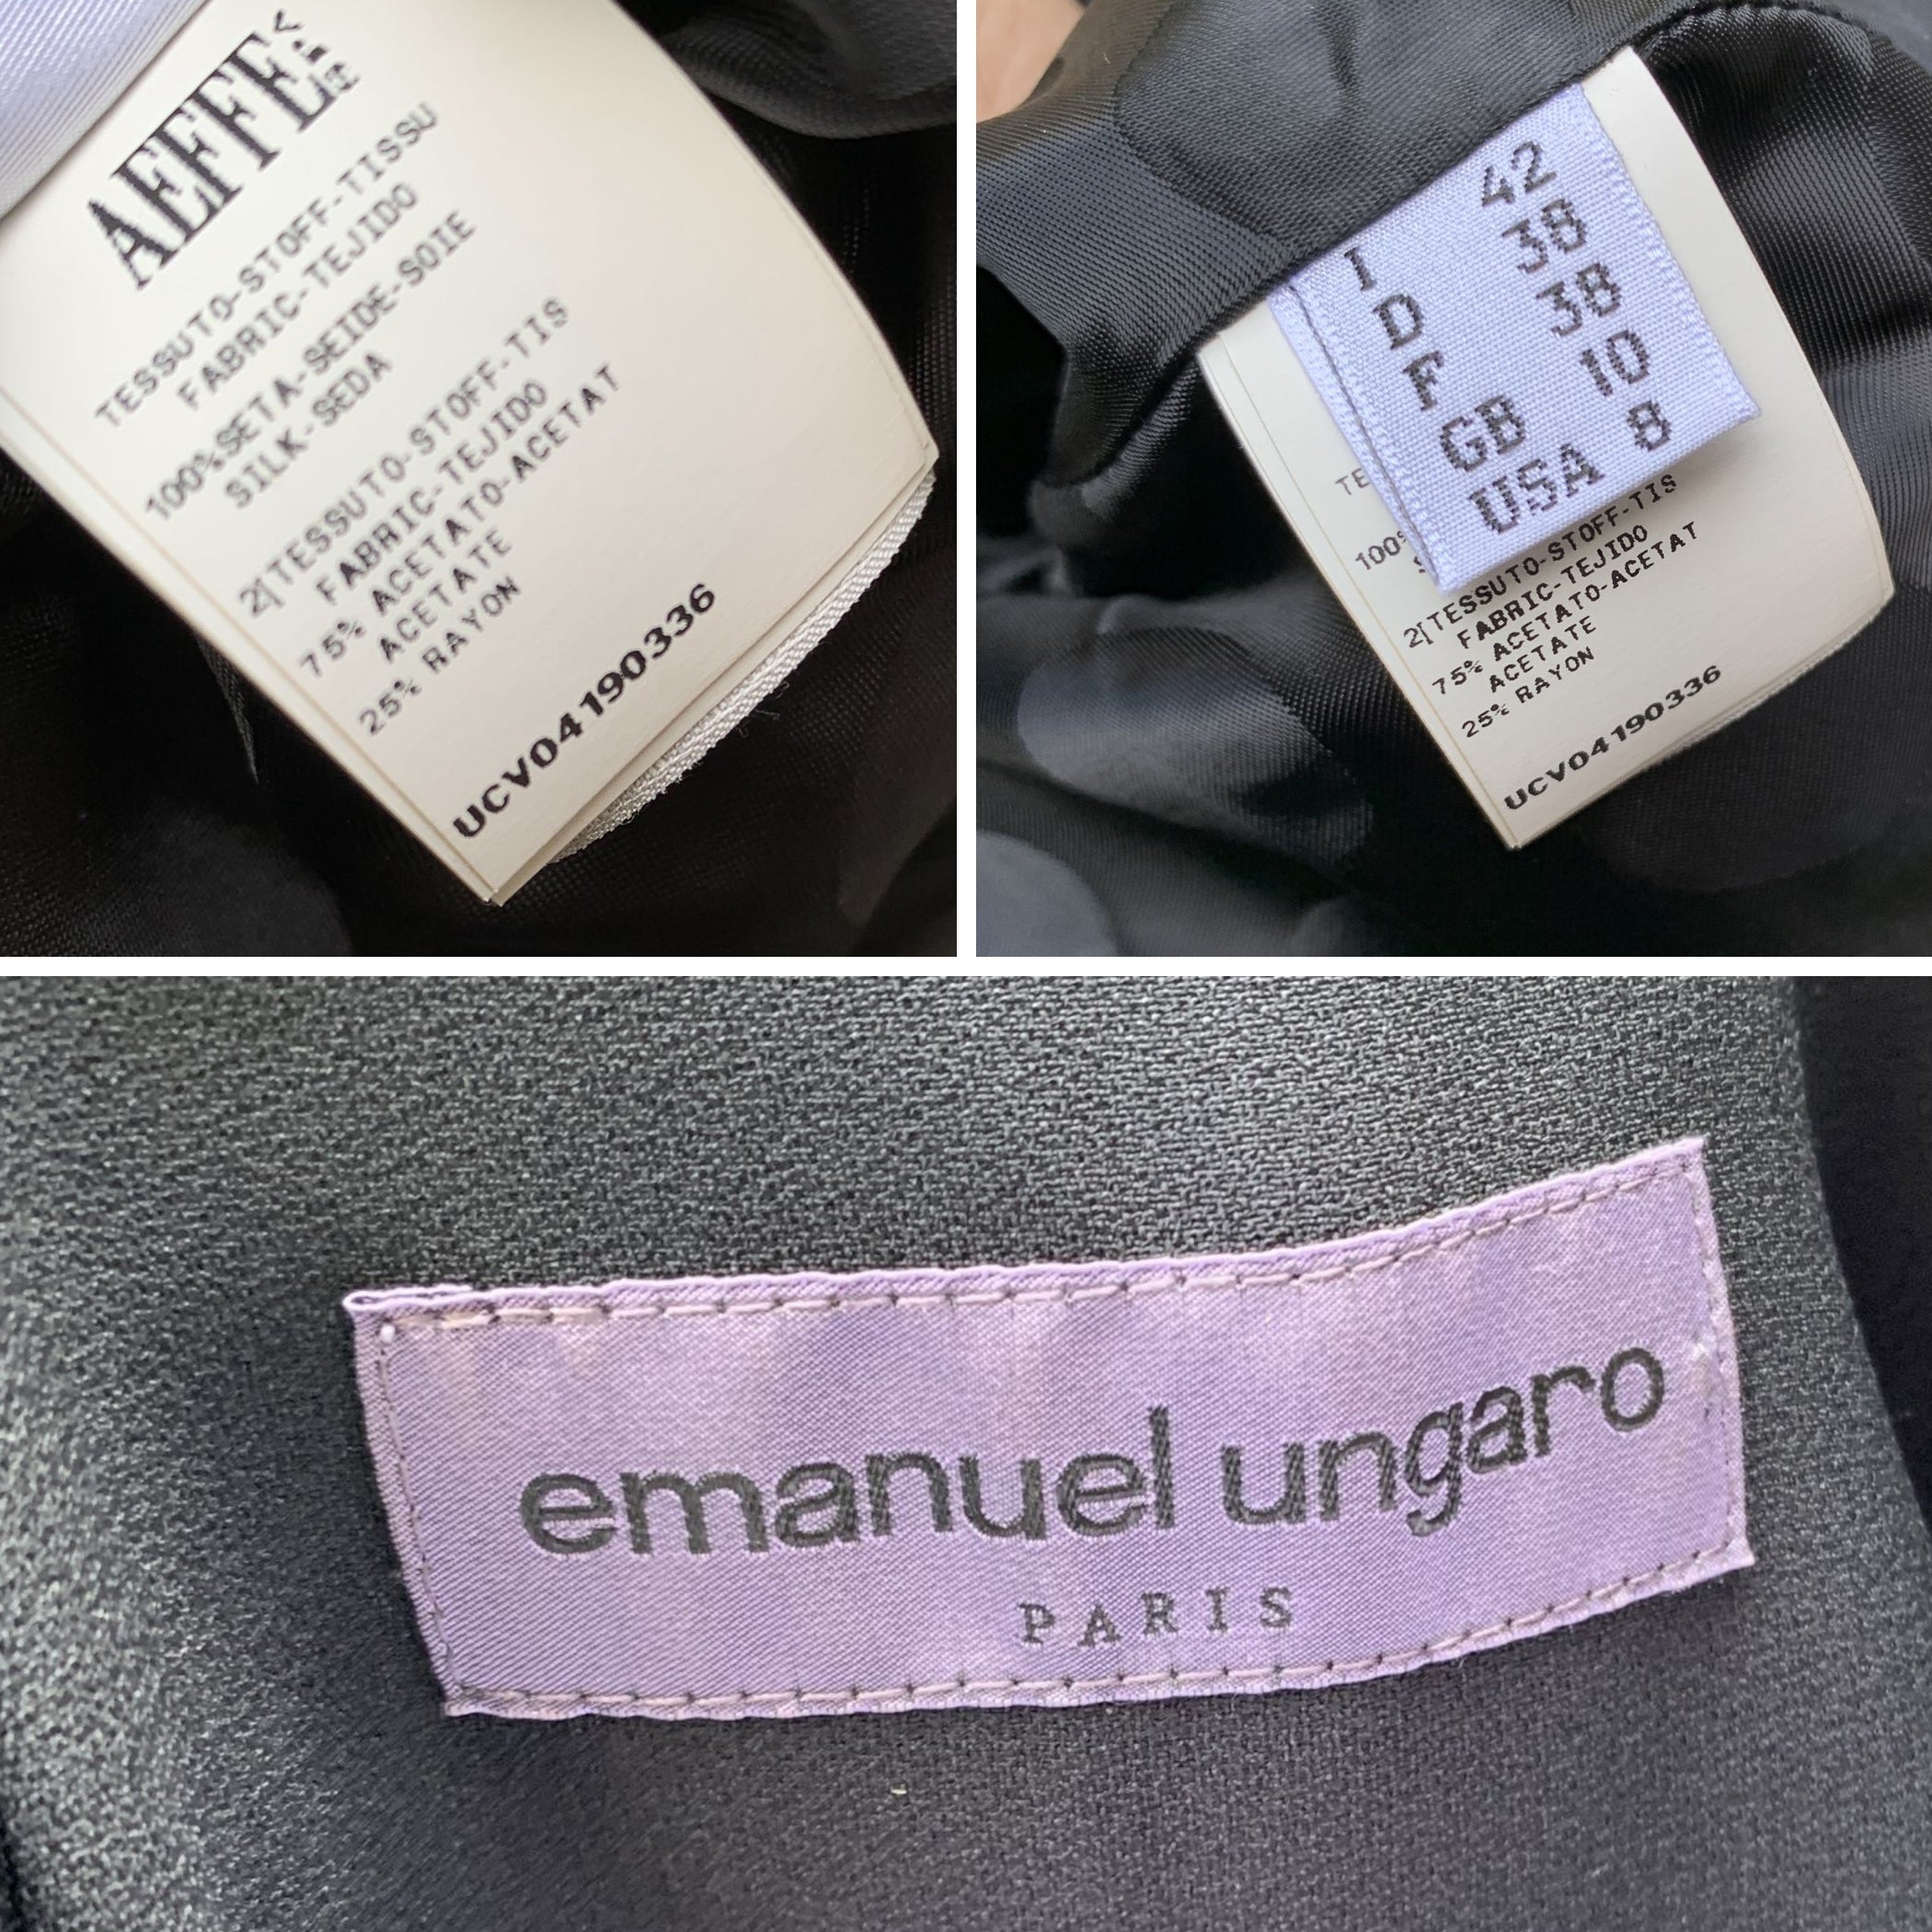 AEFFE
TESSUTO-STOFF-TISSU
FABRIC-TEJIDO
100%SETA-SEIDE-SOIE
SILK-SEDA
2[TESSUTO-STOFF-TIS
FABRIC-TEJIDO
75% ACETATO-ACETAT
ACETATE
25% RAYON
UCV04190336
I 42
D 38
F 38
GB 10
USA 8
TE
100%
2[TESSUTO-STOFF-TIS
FABRIC-TEJIDO
75% ACETATO-ACETAT
ACETATE
25% RAYON
UCV04190336
emanuel ungaro
PARIS